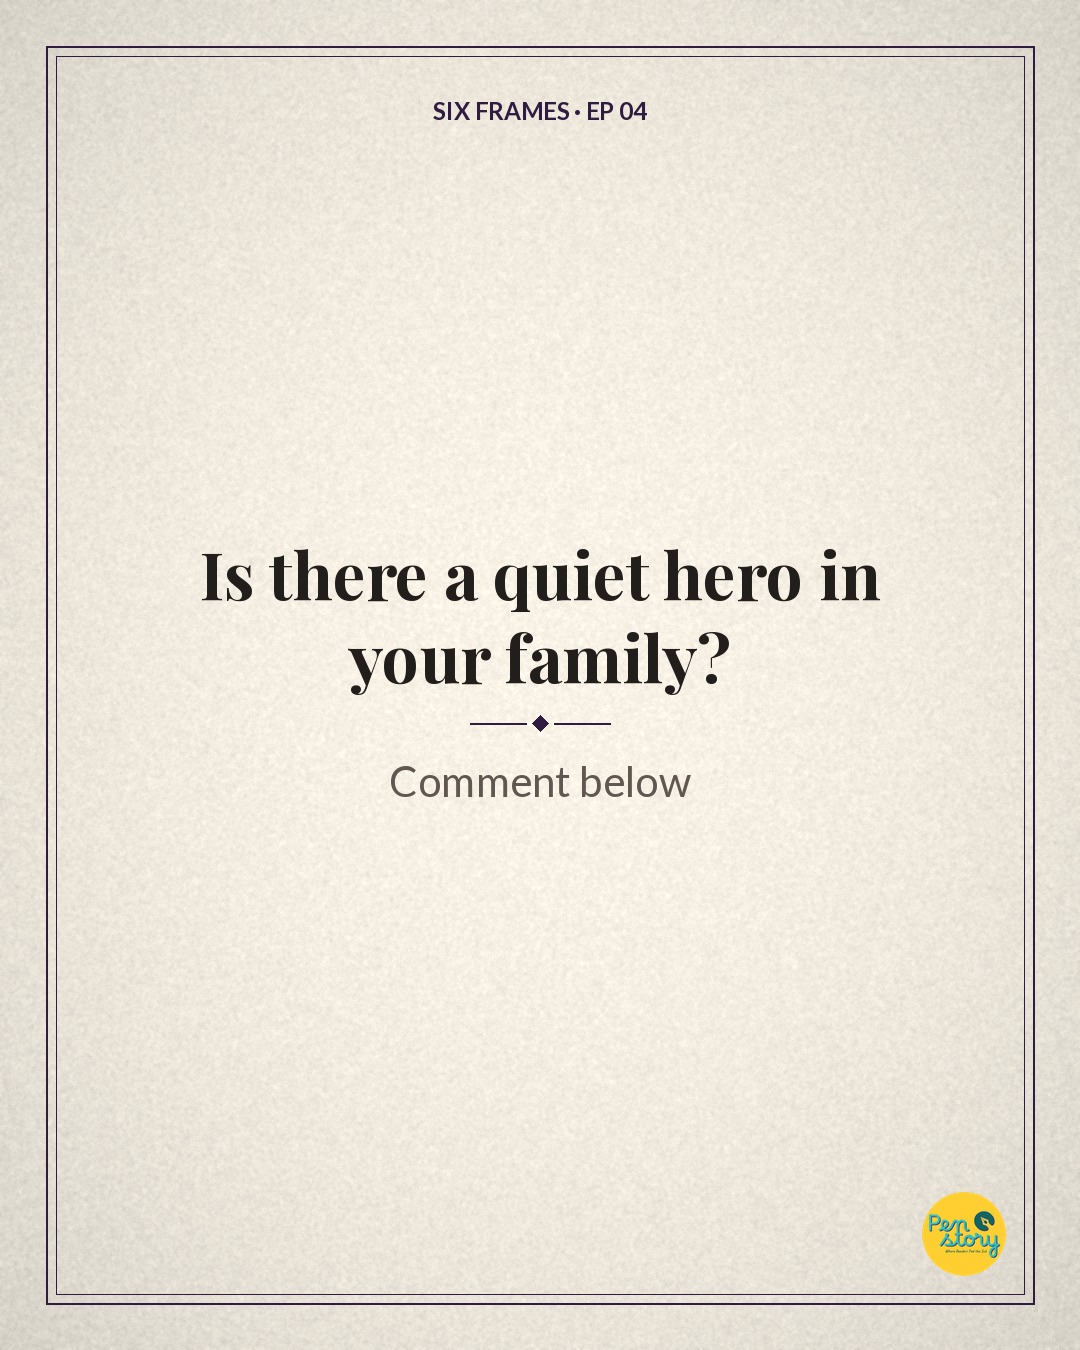 SIX FRAMES · EP 04
Is there a quiet hero in
your family?
Comment below
Pen
story